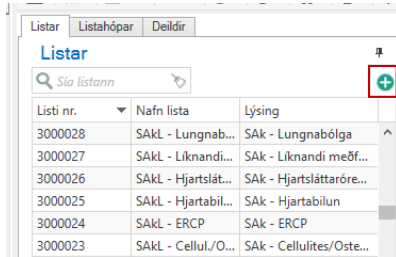 Listar Listahópar Deildir
Listar
Sía listann
Listi nr. Nafn lista Lýsing
3000028 SAkL - Lungnab... SAk - Lungnabólga
3000027 SAkL - Líknandi... SAk - Líknandi meðf...
3000026 SAkL - Hjartslát... SAk - Hjartsláttaróre...
3000025 SAkL - Hjartabil... SAk - Hjartabilun
3000024 SAkL - ERCP SAk - ERCP
3000023 SAkL - Cellul./O... SAk - Cellulites/Oste...